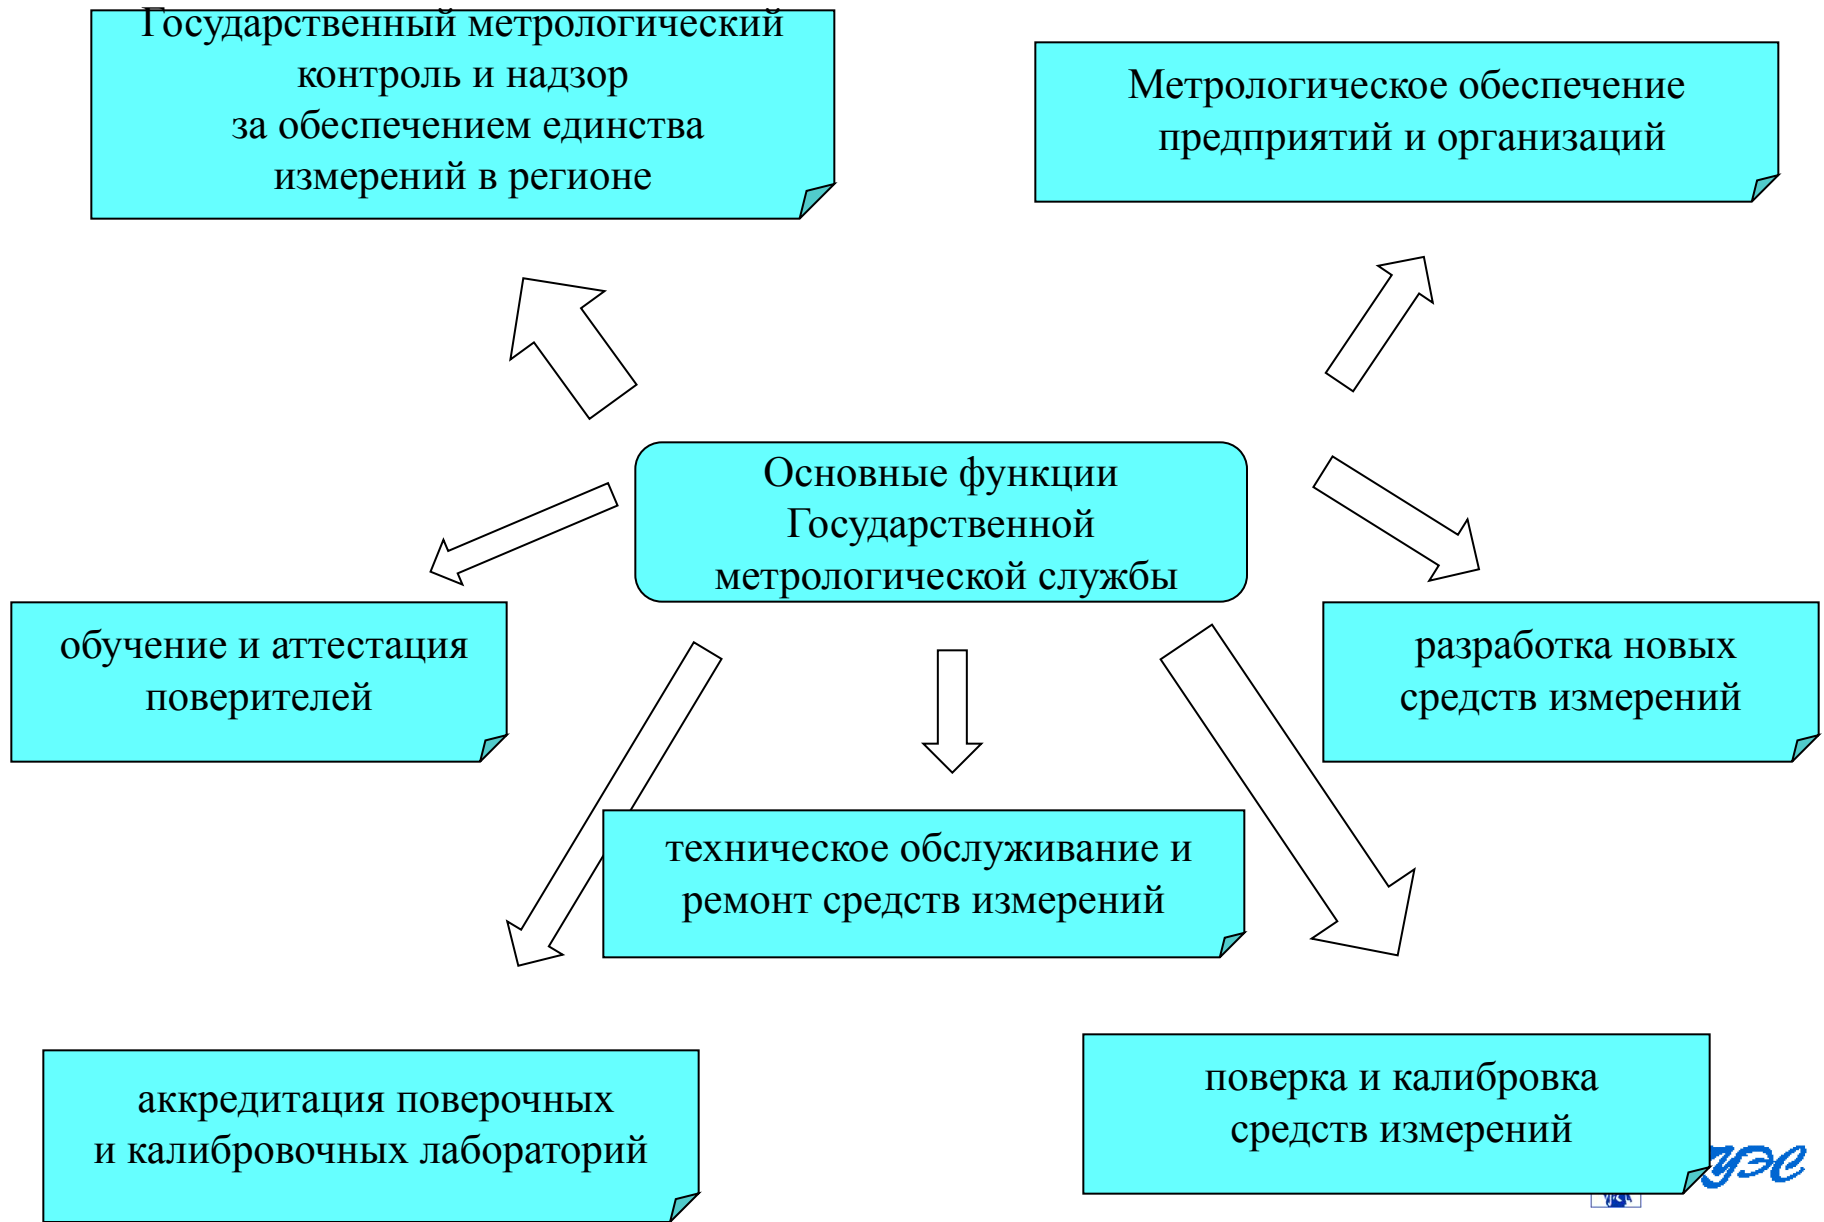 Государственный метрологический
контроль и надзор
за обеспечением единства
измерений в регионе
Метрологическое обеспечение
предприятий и организаций
Основные функции
Государственной
метрологической службы
обучение и аттестация
поверителей
разработка новых
средств измерений
техническое обслуживание и
ремонт средств измерений
аккредитация поверочных
и калибровочных лабораторий
поверка и калибровка
средств измерений
УЭС